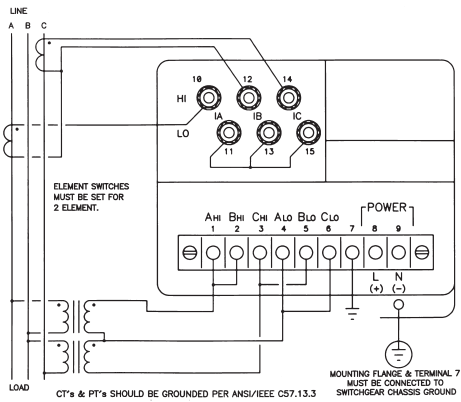 LINE
A B C
10 12 14
HI
IA IB IC
LO
11 13 15
ELEMENT SWITCHES
MUST BE SET FOR
2 ELEMENT.
POWER
AHI BHI CHI ALO BLO CLO
1 2 3 4 5 6 7 8 9
L N
(+) (-)
LOAD
MOUNTING FLANGE & TERMINAL 7
MUST BE CONNECTED TO
SWITCHGEAR CHASSIS GROUND
CT's & PT's SHOULD BE GROUNDED PER ANSI/IEEE C57.13.3